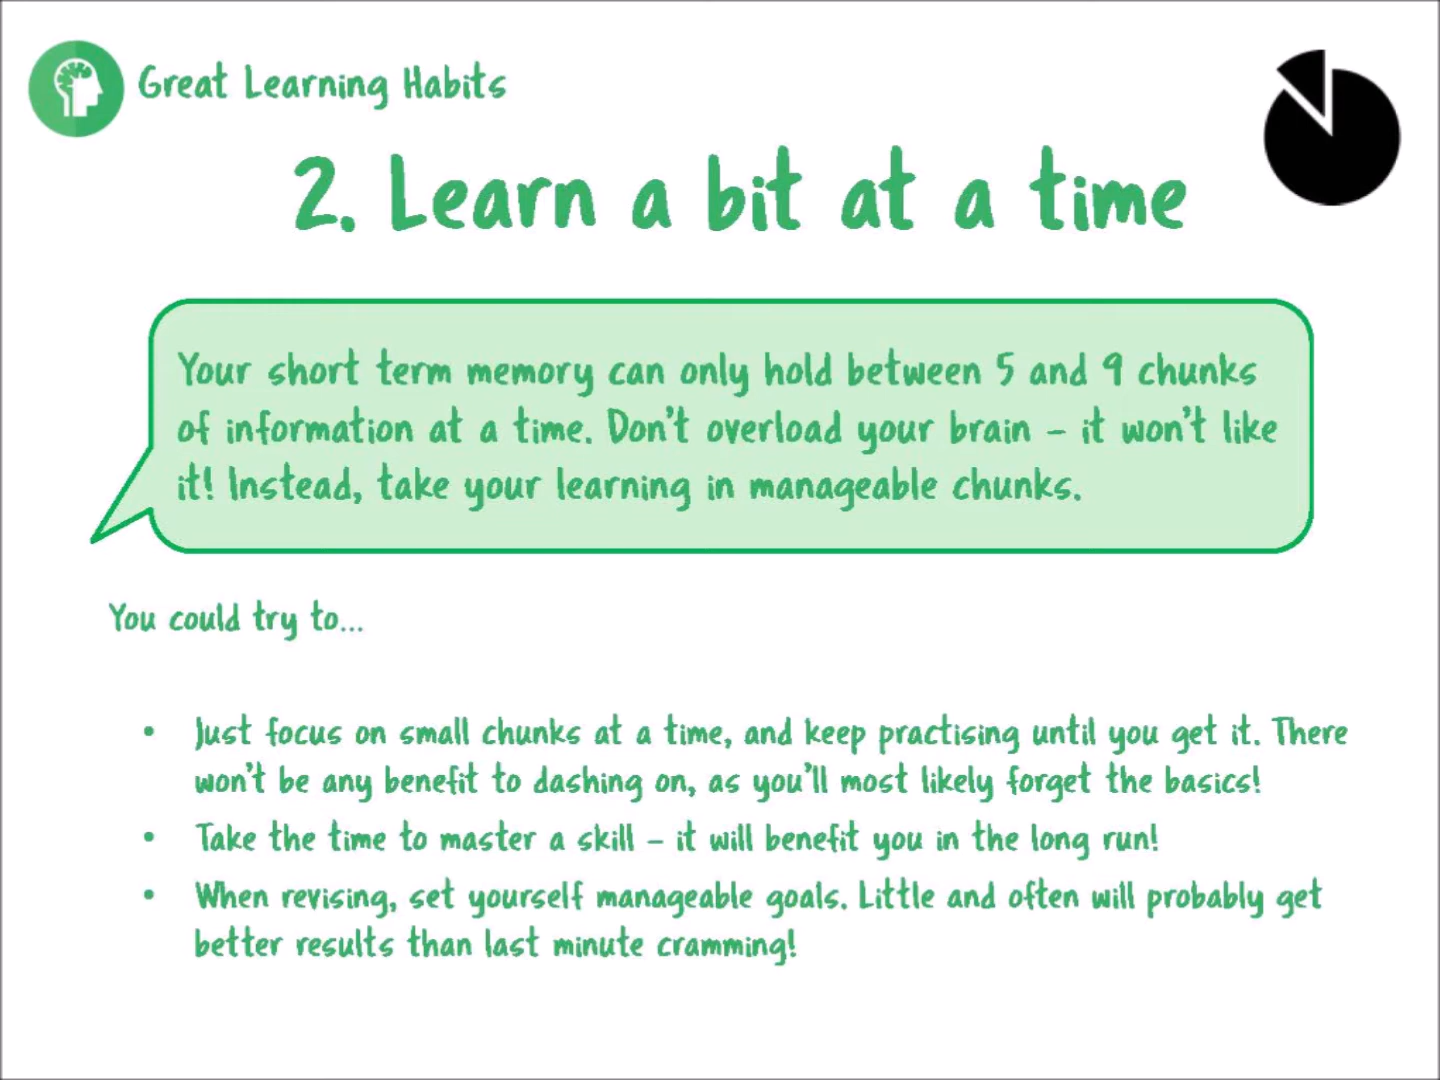 Great Learning Habits
2. Learn a bit at a time
Your short term memory can only hold between 5 and 9 chunks
of information at a time. Don't overload your brain – it won't like
it! Instead, take your learning in manageable chunks.
You could try to...
• Just focus on small chunks at a time, and keep practising until you get it. There
won't be any benefit to dashing on, as you'll most likely forget the basics!
• Take the time to master a skill – it will benefit you in the long run!
• When revising, set yourself manageable goals. Little and often will probably get
better results than last minute cramming!